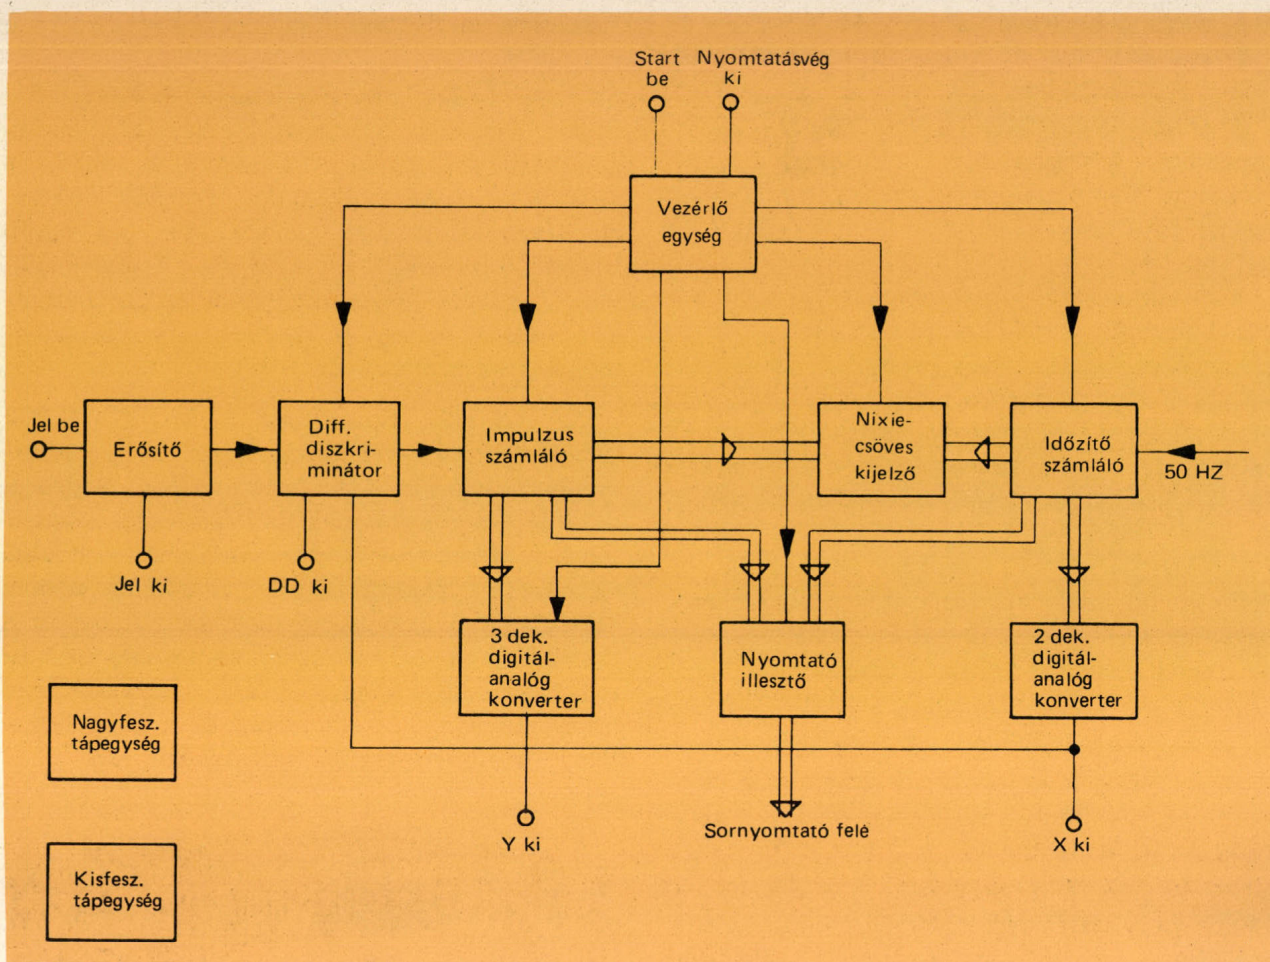 Start
be
Nyomtatásvég
ki
Vezérlő
egység
Jel be
Erősítő
Diff.
diszkri-
minátor
Impulzus
számláló
Nixie-
csöves
kijelző
Időzítő
számláló
50 HZ
Jel ki
DD ki
3 dek.
digitál-
analóg
konverter
Nyomtató
illesztő
2 dek.
digitál-
analóg
konverter
Nagyfesz.
tápegység
Y ki
Sornyomtató felé
X ki
Kisfesz.
tápegység